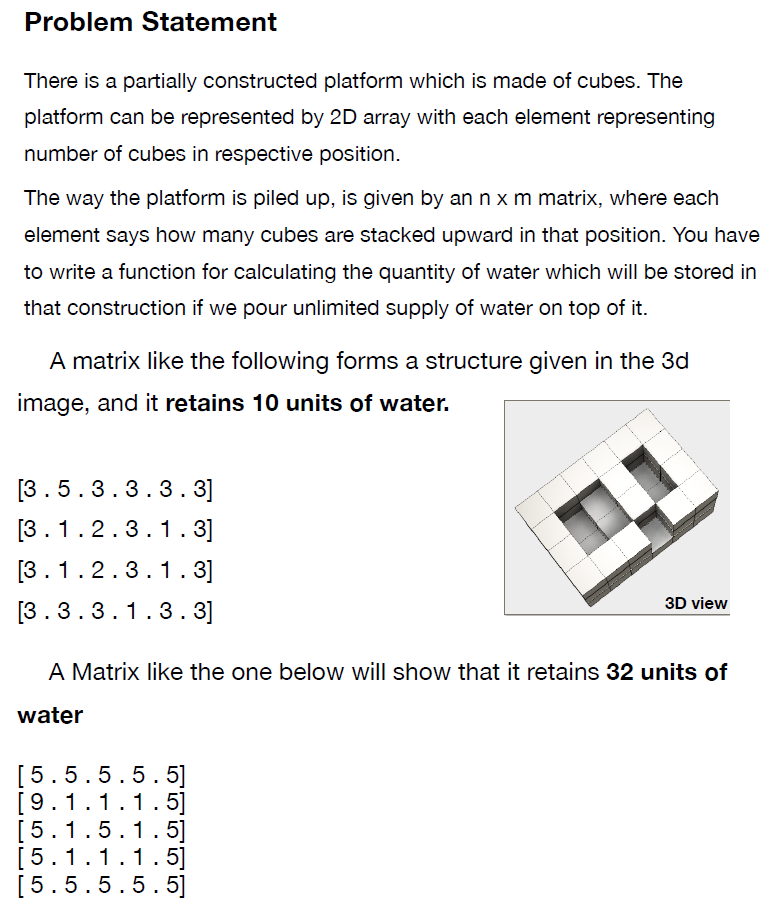 Problem Statement
There is a partially constructed platform which is made of cubes. The
platform can be represented by 2D array with each element representing
number of cubes in respective position.
The way the platform is piled up, is given by an n x m matrix, where each
element says how many cubes are stacked upward in that position. You have
to write a function for calculating the quantity of water which will be stored in
that construction if we pour unlimited supply of water on top of it.
A matrix like the following forms a structure given in the 3d
image, and it retains 10 units of water.
[3 . 5 . 3 . 3 . 3 . 3]
[3 . 1 . 2 . 3 . 1 . 3]
[3 . 1 . 2 . 3 . 1 . 3]
[3 . 3 . 3 . 1 . 3 . 3]
3D view
A Matrix like the one below will show that it retains 32 units of
water
[ 5 . 5 . 5 . 5 . 5]
[ 9 . 1 . 1 . 1 . 5]
[ 5 . 1 . 5 . 1 . 5]
[ 5 . 1 . 1 . 1 . 5]
[ 5 . 5 . 5 . 5 . 5]